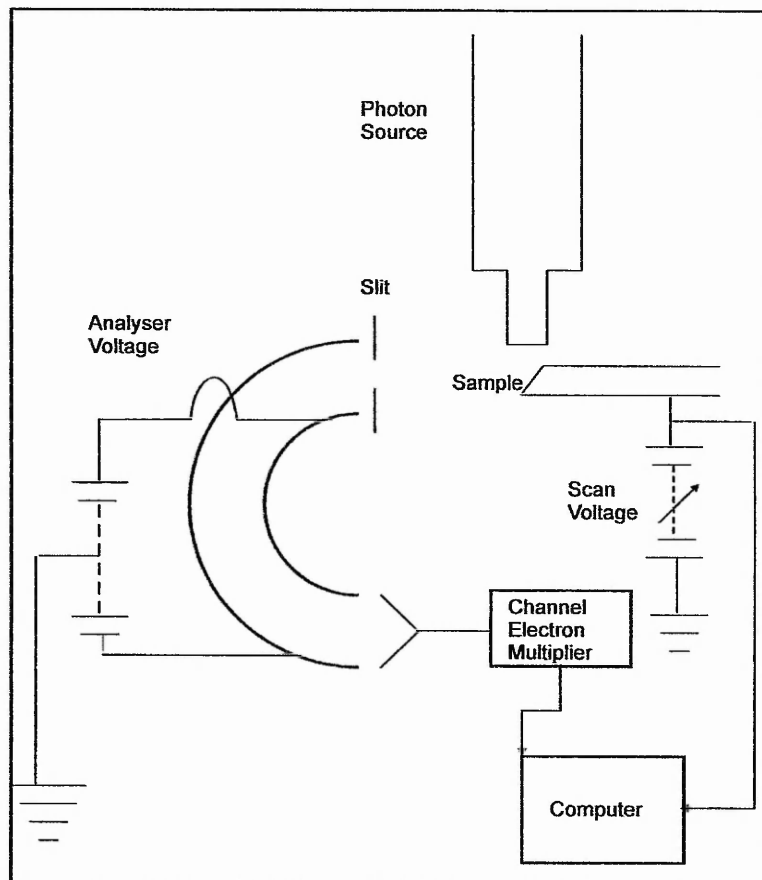 Photon
Source
Slit
Analyser
Voltage
Sample
Scan
Voltage
Channel
Electron
Multiplier
Computer